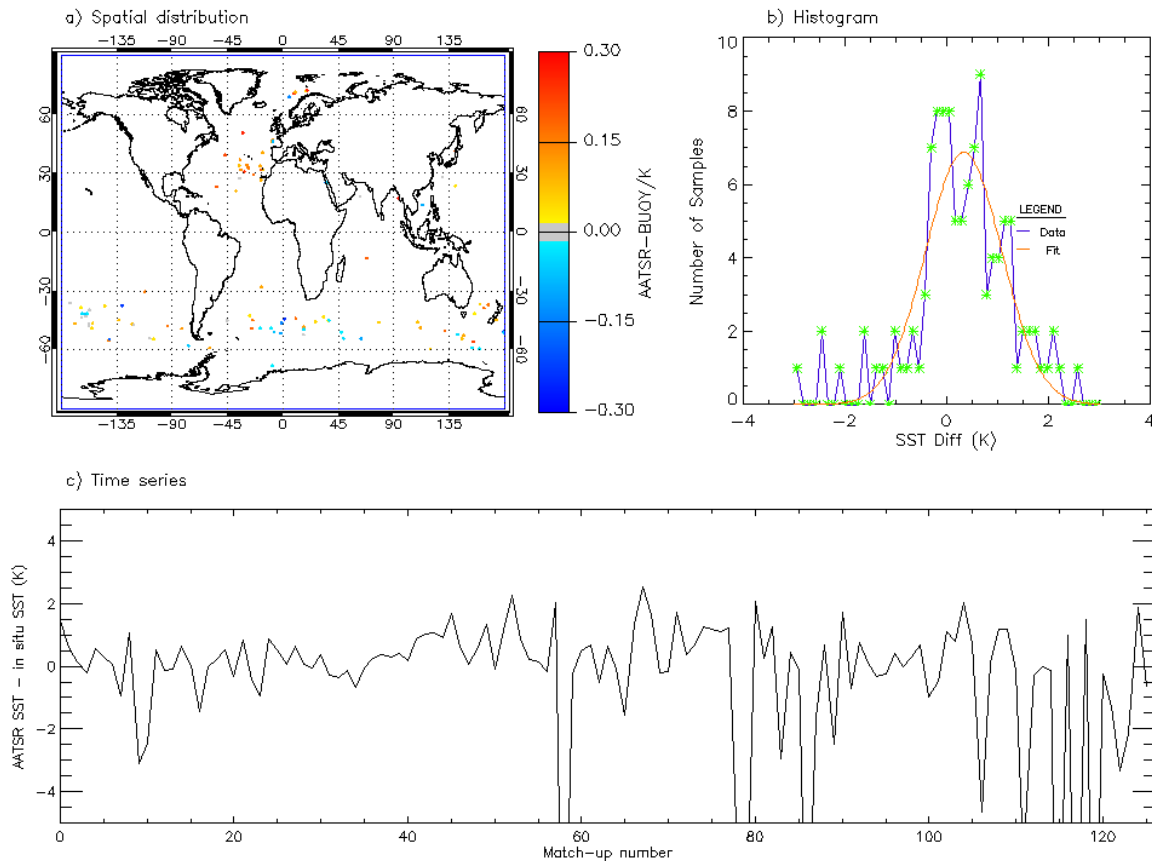 a) Spatial distribution
−135 −90 −45 0 45 90 135
60 30 0 −30 −60
60 30 0 −30 −60
−135 −90 −45 0 45 90 135
0.30
0.15
0.00
−0.15
−0.30
AATSR−BUOY/K
b) Histogram
Number of Samples
10
8
6
4
2
0
LEGEND
Data
Fit
−4 −2 0 2 4
SST Diff (K)
c) Time series
AATSR SST − in situ SST (K)
4
2
0
−2
−4
0 20 40 60 80 100 120
Match−up number